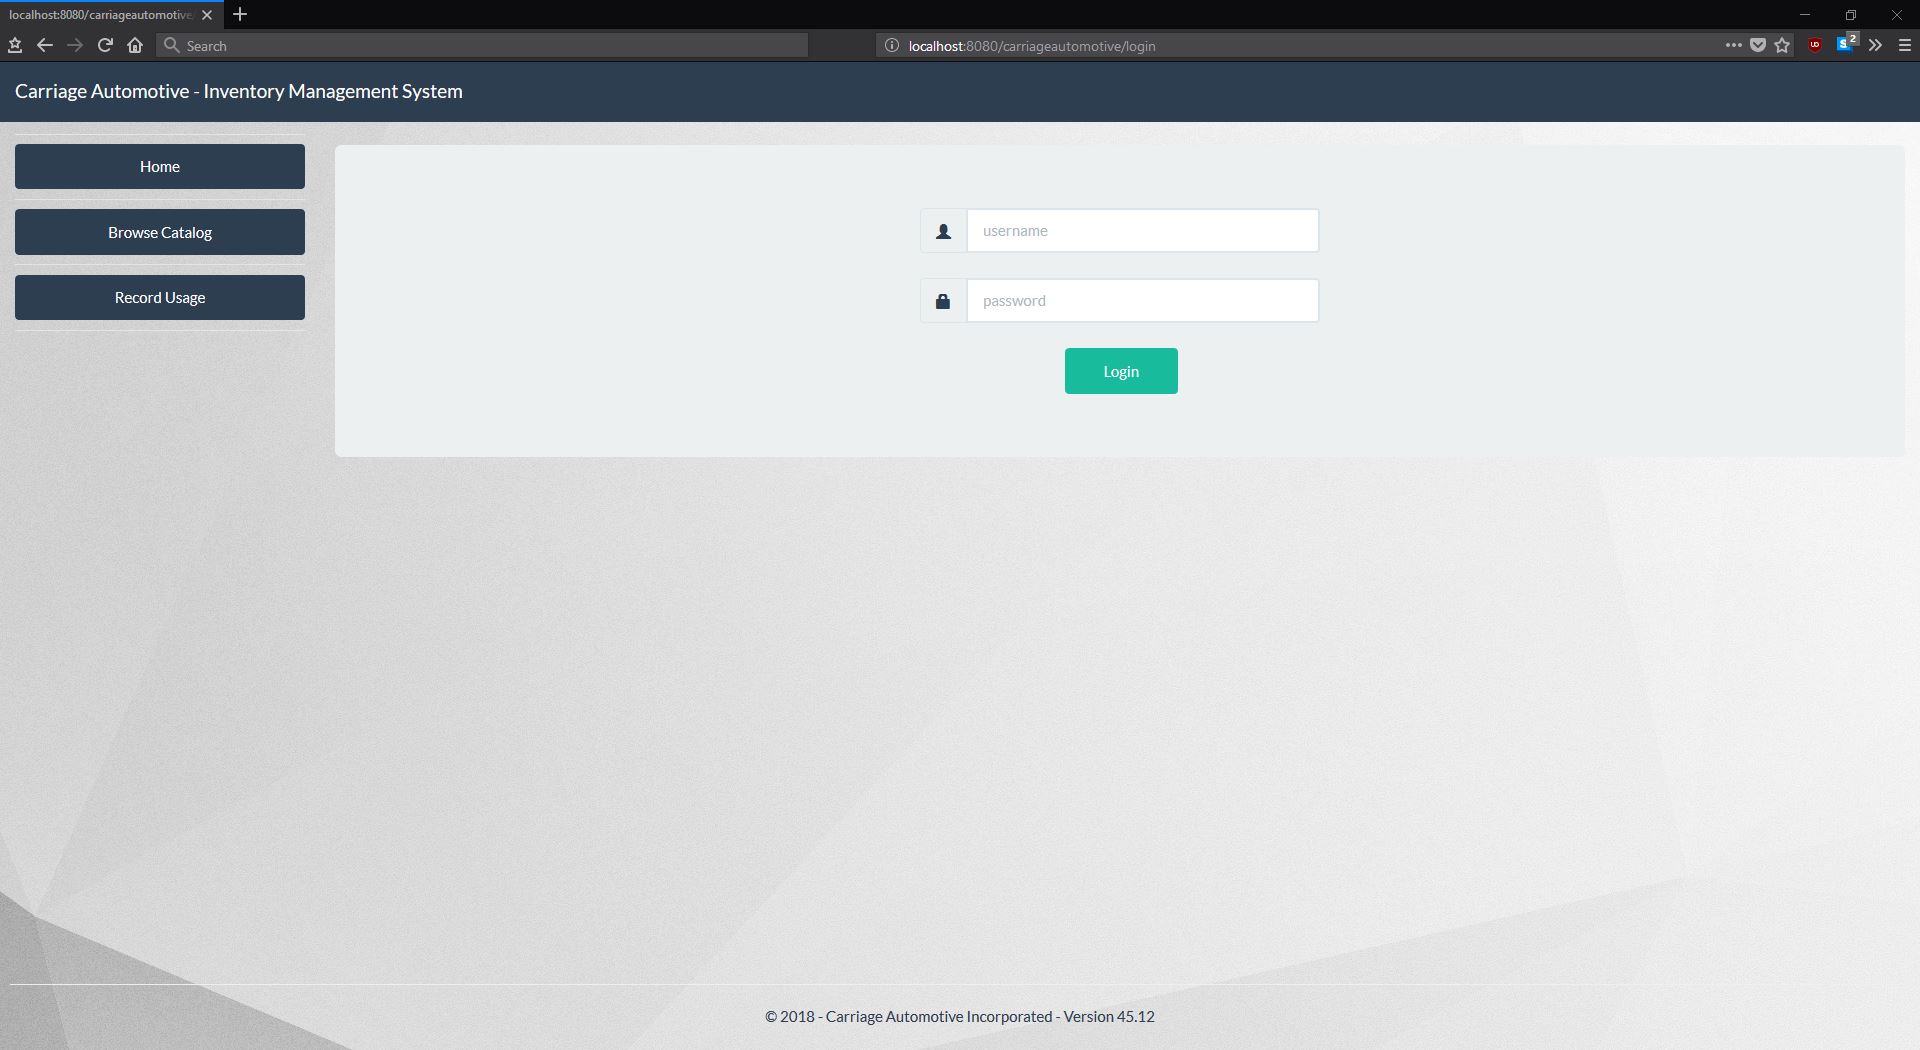 localhost:8080/carriageautomotive/
Search
localhost:8080/carriageautomotive/login
2
Carriage Automotive - Inventory Management System
Home
Browse Catalog
Record Usage
username
password
Login
© 2018 - Carriage Automotive Incorporated - Version 45.12